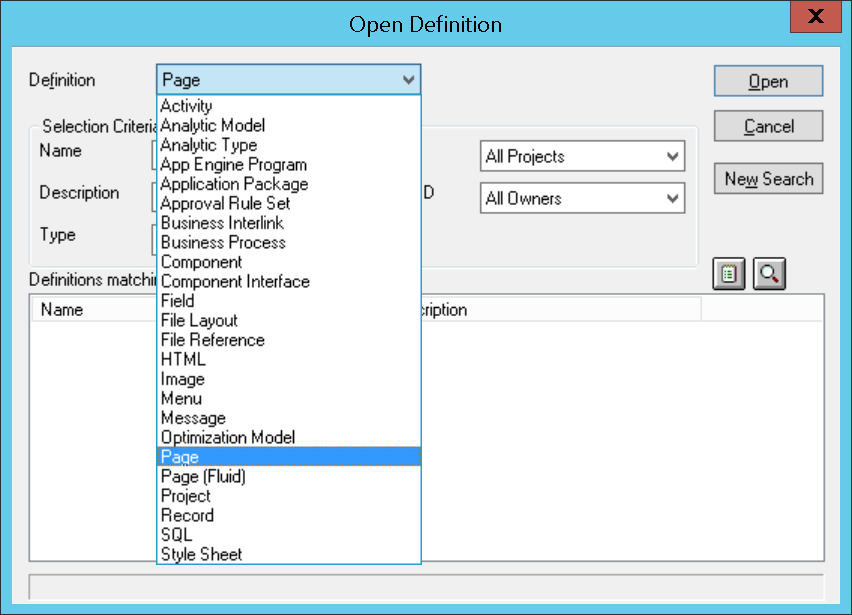 Open Definition
X
Definition
Page
Open
Activity
Selection Criteria
Analytic Model
Cancel
Name
Analytic Type
All Projects
App Engine Program
New Search
Description
Application Package
D
All Owners
Approval Rule Set
Business Interlink
Type
Business Process
Component
Definitions matchin
Component Interface
Name
Field
cription
File Layout
File Reference
HTML
Image
Menu
Message
Optimization Model
Page
Page (Fluid)
Project
Record
SQL
Style Sheet